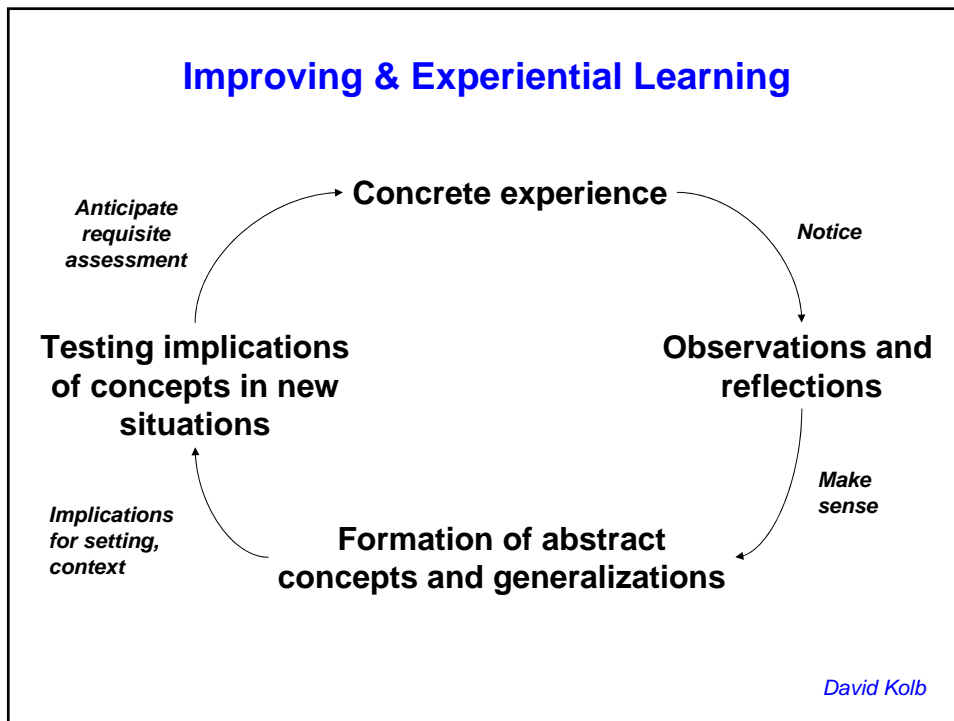 Improving & Experiential Learning
Concrete experience
Notice
Observations and
reflections
Make
sense
Formation of abstract
concepts and generalizations
Implications
for setting,
context
Testing implications
of concepts in new
situations
Anticipate
requisite
assessment
David Kolb